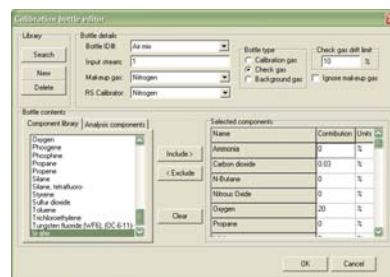 Calibration bottle editor
Library
Search
New
Delete
Bottle details
Bottle ID#: Air mix
Input stream: 1
Makeup gas: Nitrogen
RS Calibrator: Nitrogen
Bottle type
Calibration gas
Check gas
Background gas
Check gas drift limit
10 %
Ignore makeup gas
Bottle contents
Component library Analysis components
Oxygen
Phosgene
Phosphine
Propane
Propene
Silane
Silane, tetrafluoro-
Styrene
Sulfur dioxide
Toluene
Trichloroethylene
Tungsten fluoride (WF6), (OC-6-11)-
Water
Include >
< Exclude
Clear
Selected components
Name Contribution Units
Ammonia 0 %
Carbon dioxide 0.03 %
N-Butane 0 %
Nitrous Oxide 0 %
Oxygen 20 %
Propane 0 %
OK Cancel